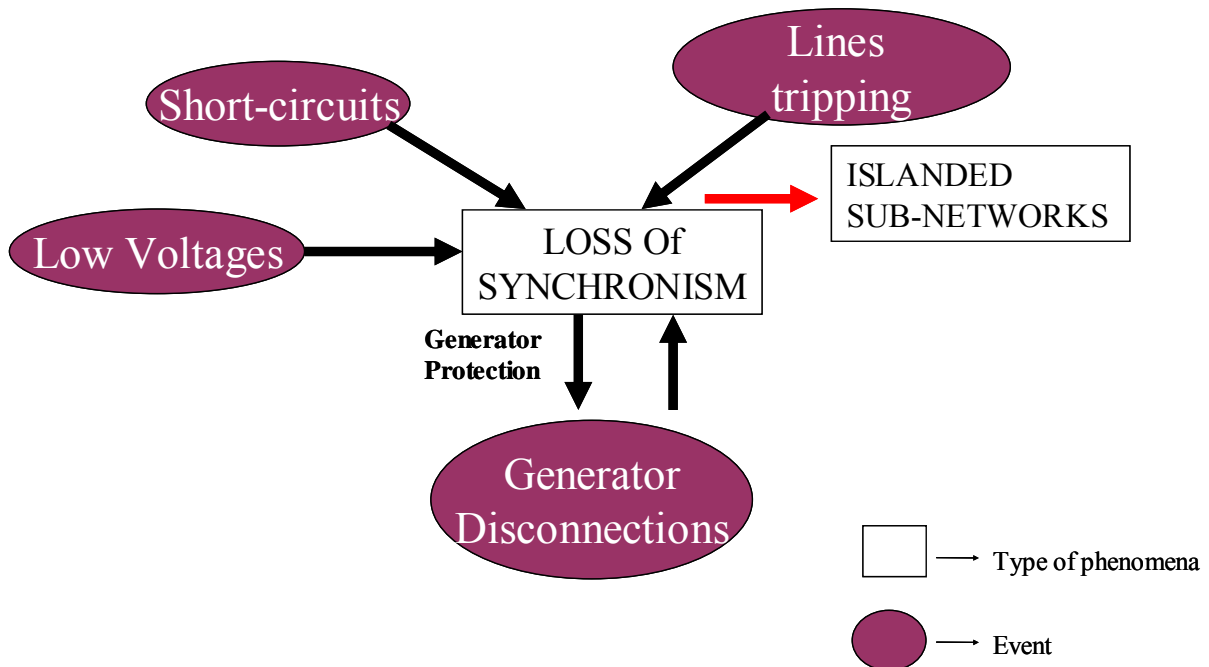 Short-circuits
Lines
tripping
ISLANDED
SUB-NETWORKS
Low Voltages
LOSS Of
SYNCHRONISM
Generator
Protection
Generator
Disconnections
Type of phenomena
Event